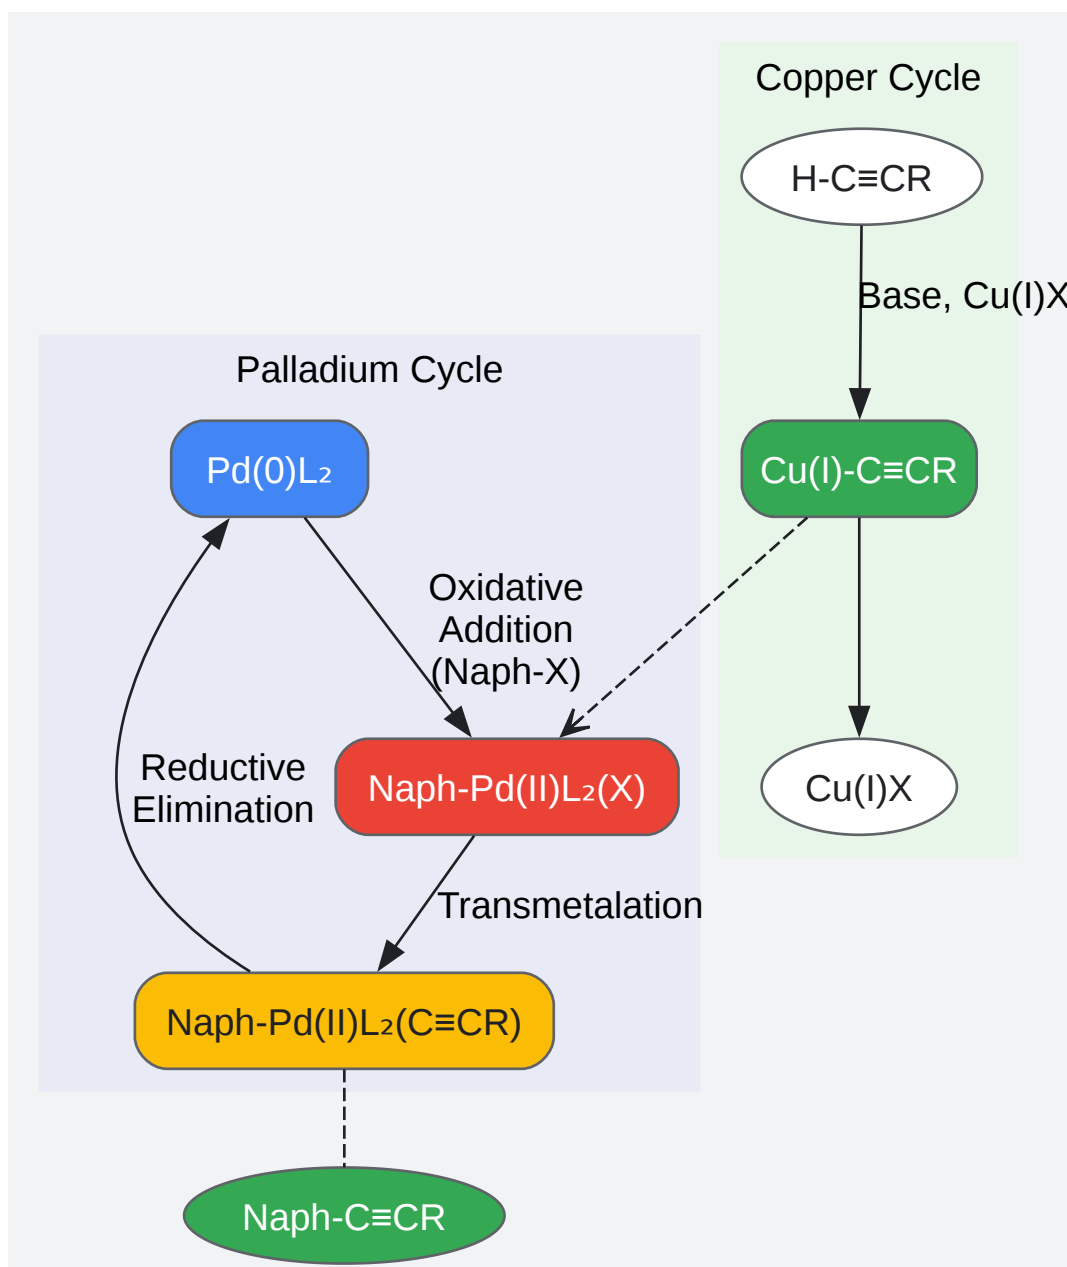 Copper Cycle
H-C≡CR
Base, Cu(I)X
Palladium Cycle
Pd(0)L₂
Cu(I)-C≡CR
Oxidative
Addition
(Naph-X)
Reductive
Elimination
Naph-Pd(II)L₂(X)
Cu(I)X
Transmetalation
Naph-Pd(II)L₂(C≡CR)
Naph-C≡CR